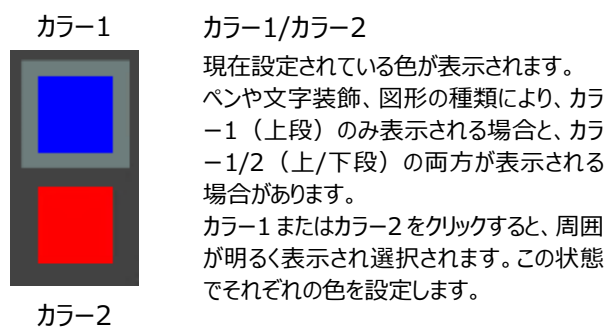 カラー1
カラー2
カラー1/カラー2
現在設定されている色が表示されます。
ペンや文字装飾、図形の種類により、カラ
ー1（上段）のみ表示される場合と、カラ
ー1/2（上/下段）の両方が表示される
場合があります。
カラー1またはカラー2をクリックすると、周囲
が明るく表示され選択されます。この状態
でそれぞれの色を設定します。